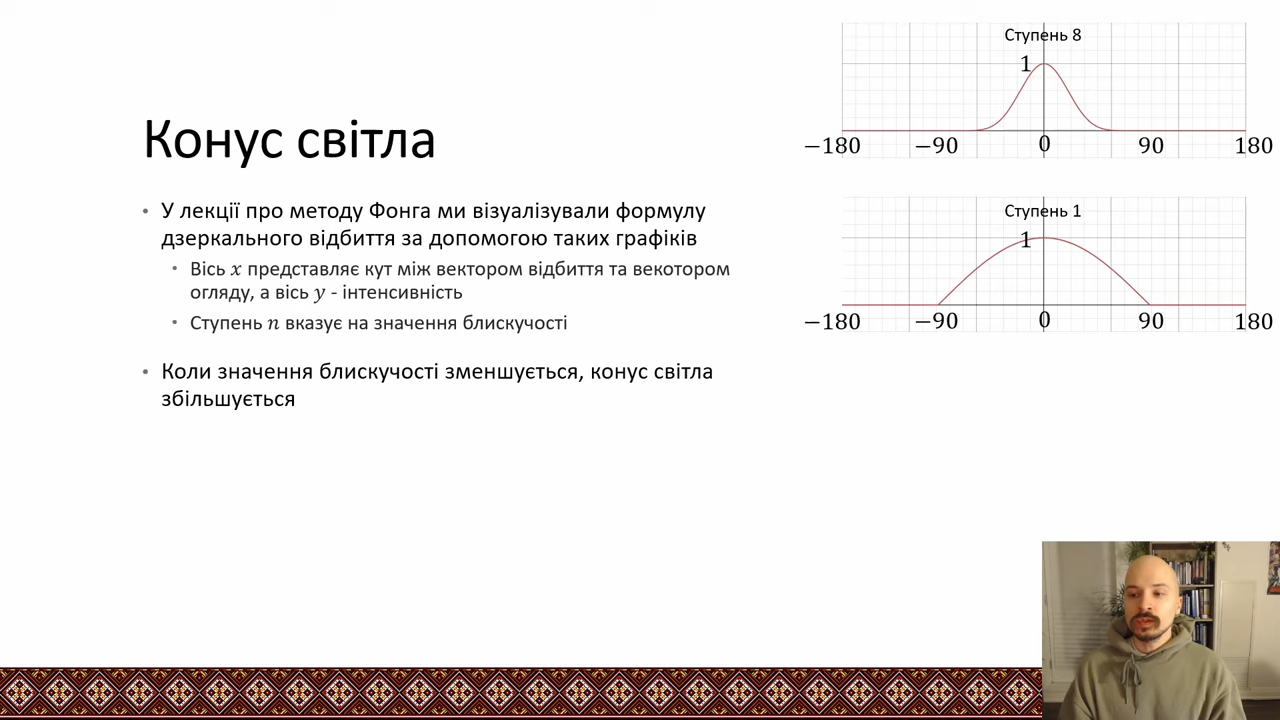 Конус світла
• У лекції про методу Фонга ми візуалізували формулу
дзеркального відбиття за допомогою таких графіків
• Вісь x представляє кут між вектором відбиття та векотором
огляду, а вісь y - інтенсивність
• Ступень n вказує на значення блискучості
• Коли значення блискучості зменшується, конус світла
збільшується
Ступень 8
1
−180 −90 0 90 180
Ступень 1
1
−180 −90 0 90 180